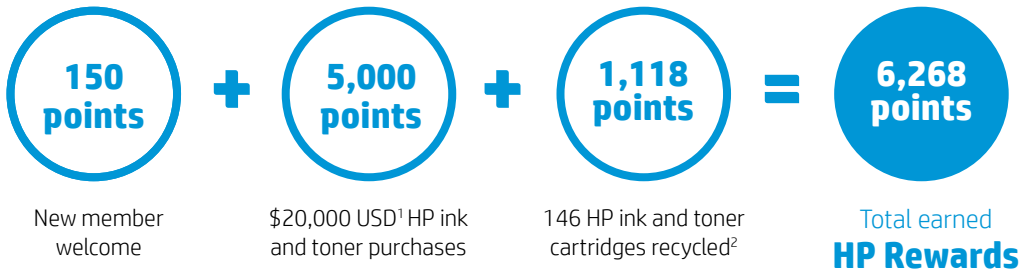 150
points
+
5,000
points
+
1,118
points
=
6,268
points
New member
welcome
$20,000 USD¹ HP ink
and toner purchases
146 HP ink and toner
cartridges recycled²
Total earned
HP Rewards